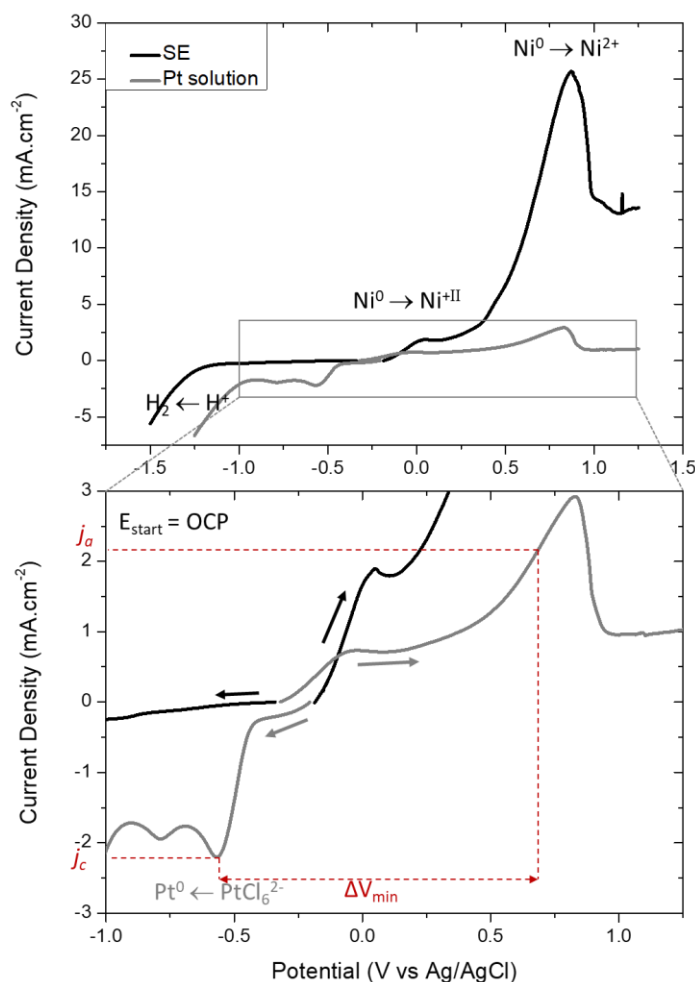 SE
Pt solution
Ni⁰ → Ni²⁺
Ni⁰ → Ni⁺ᴵᴵ
H₂ ← H⁺
Current Density (mA.cm⁻²)
30
25
20
15
10
5
0
-5
-1.5 -1.0 -0.5 0.0 0.5 1.0 1.5
E_start = OCP
j_a
j_c
Pt⁰ ← PtCl₆²⁻
ΔV_min
Current Density (mA.cm⁻²)
3
2
1
0
-1
-2
-3
-1.0 -0.5 0.0 0.5 1.0
Potential (V vs Ag/AgCl)